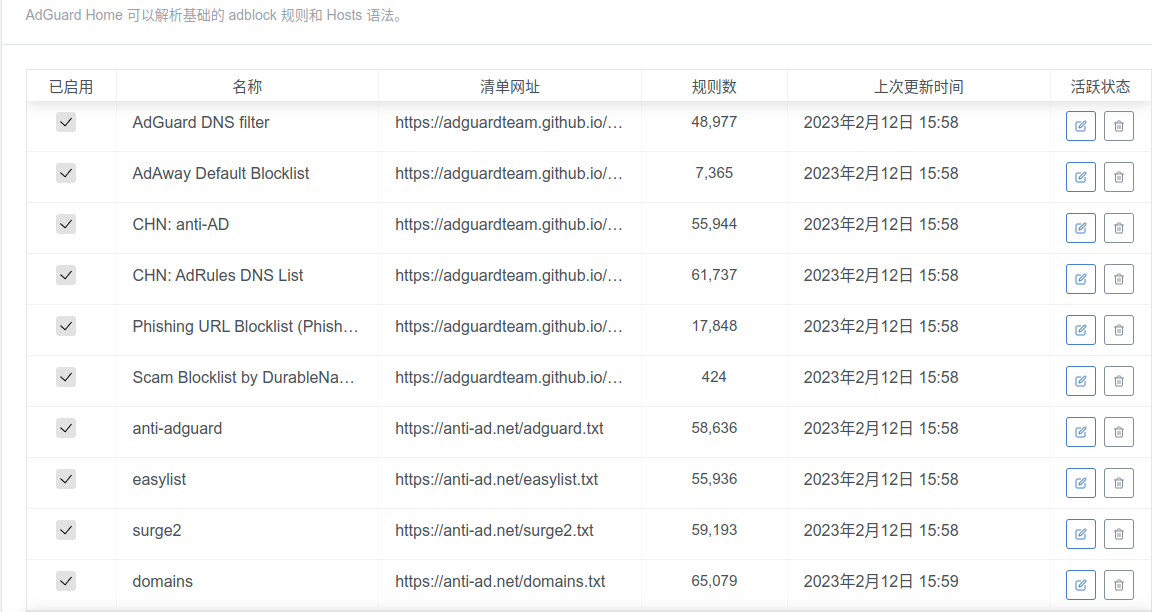 AdGuard Home 可以解析基础的 adblock 规则和 Hosts 语法。
已启用 名称 清单网址 规则数 上次更新时间 活跃状态
AdGuard DNS filter https://adguardteam.github.io/… 48,977 2023年2月12日 15:58
AdAway Default Blocklist https://adguardteam.github.io/… 7,365 2023年2月12日 15:58
CHN: anti-AD https://adguardteam.github.io/… 55,944 2023年2月12日 15:58
CHN: AdRules DNS List https://adguardteam.github.io/… 61,737 2023年2月12日 15:58
Phishing URL Blocklist (Phish… https://adguardteam.github.io/… 17,848 2023年2月12日 15:58
Scam Blocklist by DurableNa… https://adguardteam.github.io/… 424 2023年2月12日 15:58
anti-adguard https://anti-ad.net/adguard.txt 58,636 2023年2月12日 15:58
easylist https://anti-ad.net/easylist.txt 55,936 2023年2月12日 15:58
surge2 https://anti-ad.net/surge2.txt 59,193 2023年2月12日 15:58
domains https://anti-ad.net/domains.txt 65,079 2023年2月12日 15:59